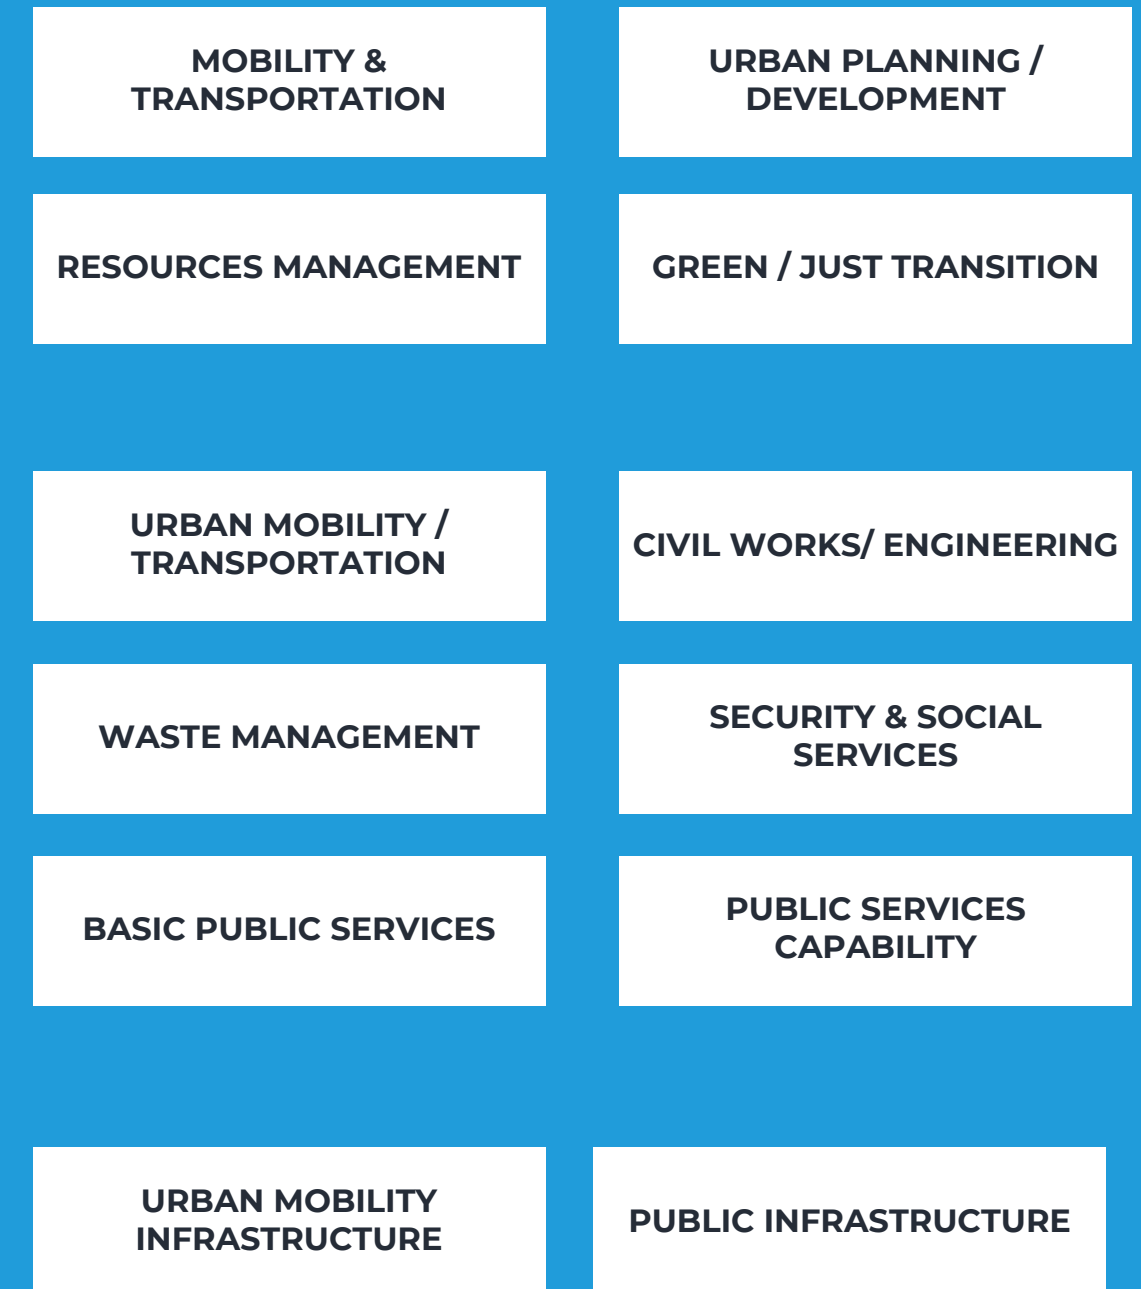 MOBILITY &
TRANSPORTATION
URBAN PLANNING /
DEVELOPMENT
RESOURCES MANAGEMENT
GREEN / JUST TRANSITION
URBAN MOBILITY /
TRANSPORTATION
CIVIL WORKS/ ENGINEERING
WASTE MANAGEMENT
SECURITY & SOCIAL
SERVICES
BASIC PUBLIC SERVICES
PUBLIC SERVICES
CAPABILITY
URBAN MOBILITY
INFRASTRUCTURE
PUBLIC INFRASTRUCTURE